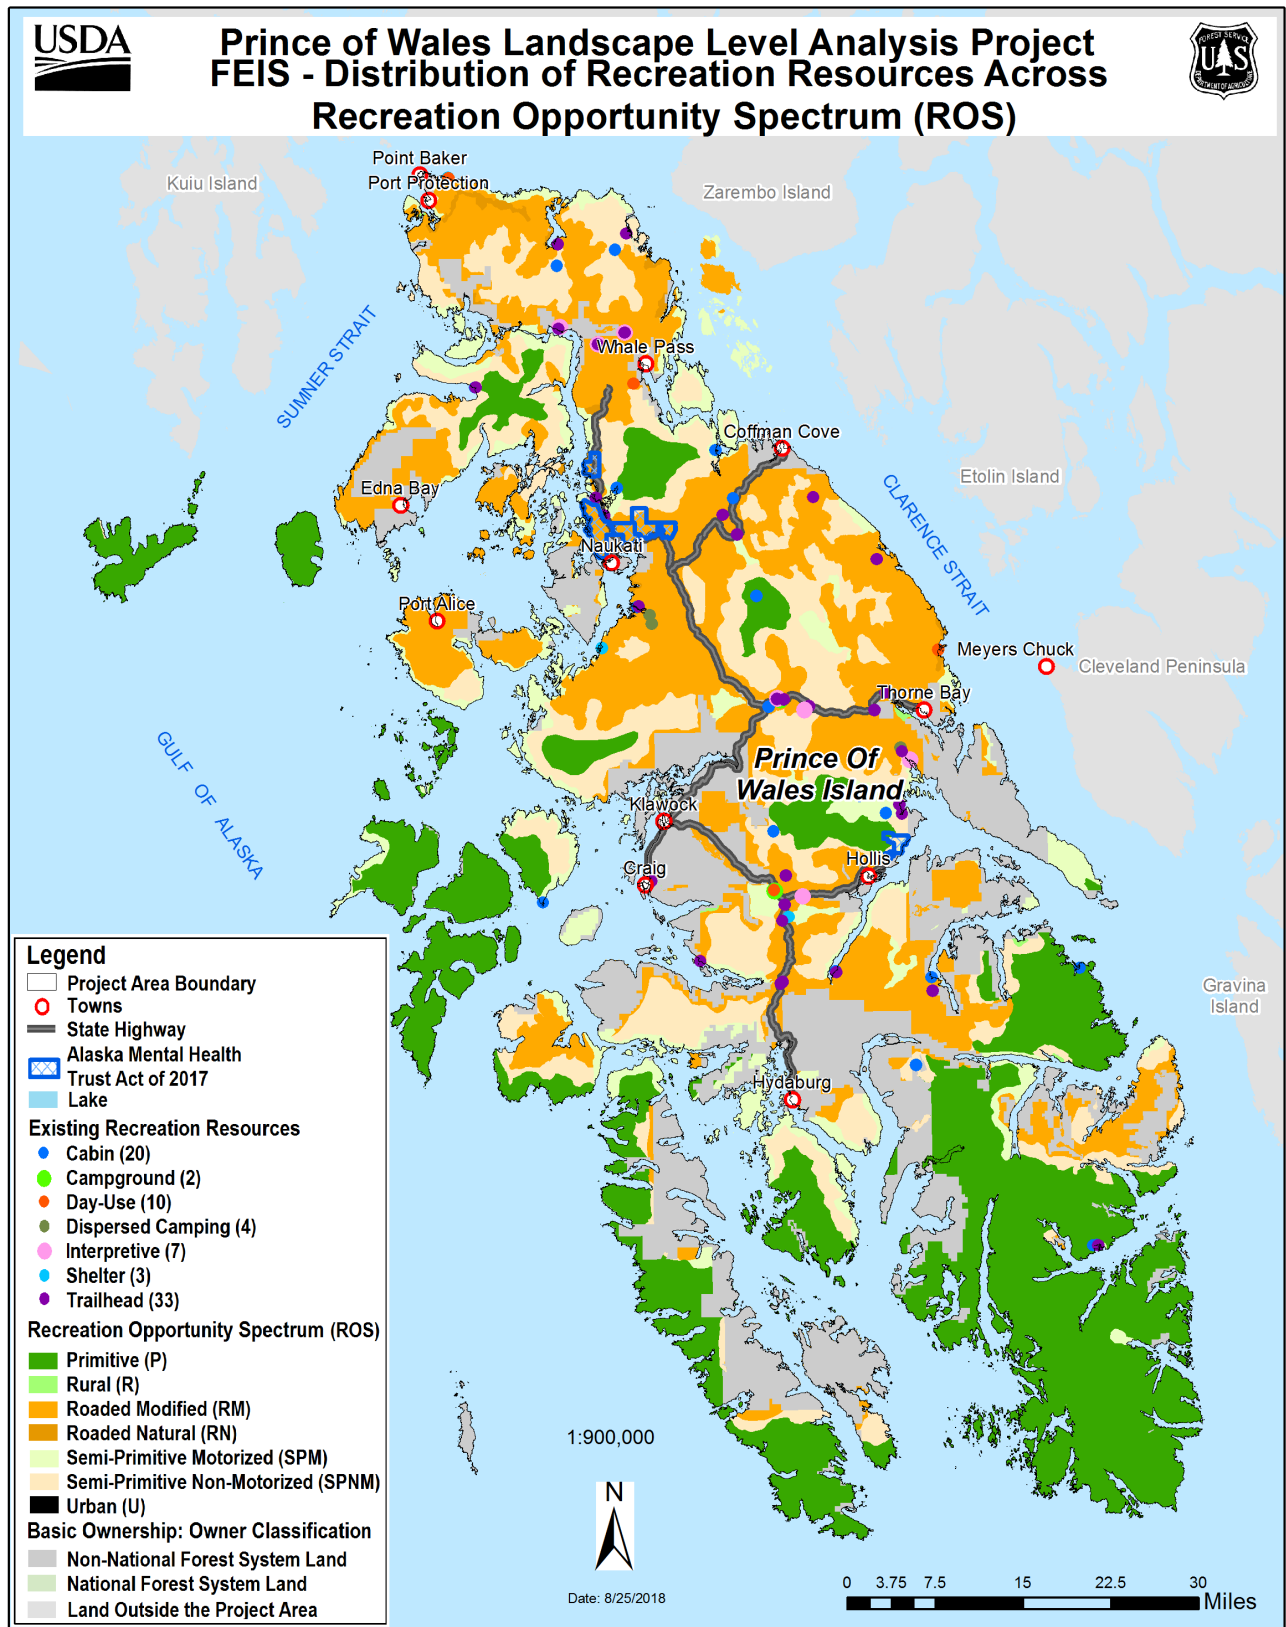 USDA
Prince of Wales Landscape Level Analysis Project
FEIS - Distribution of Recreation Resources Across
Recreation Opportunity Spectrum (ROS)
FOREST SERVICE
U S
DEPARTMENT OF AGRICULTURE
Point Baker
Port Protection
Kuiu Island
Zarembo Island
SUMNER STRAIT
Whale Pass
Coffman Cove
Etolin Island
Edna Bay
CLARENCE STRAIT
Naukati
Port Alice
Meyers Chuck
Cleveland Peninsula
Thorne Bay
GULF OF ALASKA
Prince Of
Wales Island
Klawock
Craig
Hollis
Gravina
Island
Hydaburg
Legend
Project Area Boundary
Towns
State Highway
Alaska Mental Health
Trust Act of 2017
Lake
Existing Recreation Resources
Cabin (20)
Campground (2)
Day-Use (10)
Dispersed Camping (4)
Interpretive (7)
Shelter (3)
Trailhead (33)
Recreation Opportunity Spectrum (ROS)
Primitive (P)
Rural (R)
Roaded Modified (RM)
Roaded Natural (RN)
Semi-Primitive Motorized (SPM)
Semi-Primitive Non-Motorized (SPNM)
Urban (U)
Basic Ownership: Owner Classification
Non-National Forest System Land
National Forest System Land
Land Outside the Project Area
1:900,000
N
Date: 8/25/2018
0 3.75 7.5 15 22.5 30
Miles